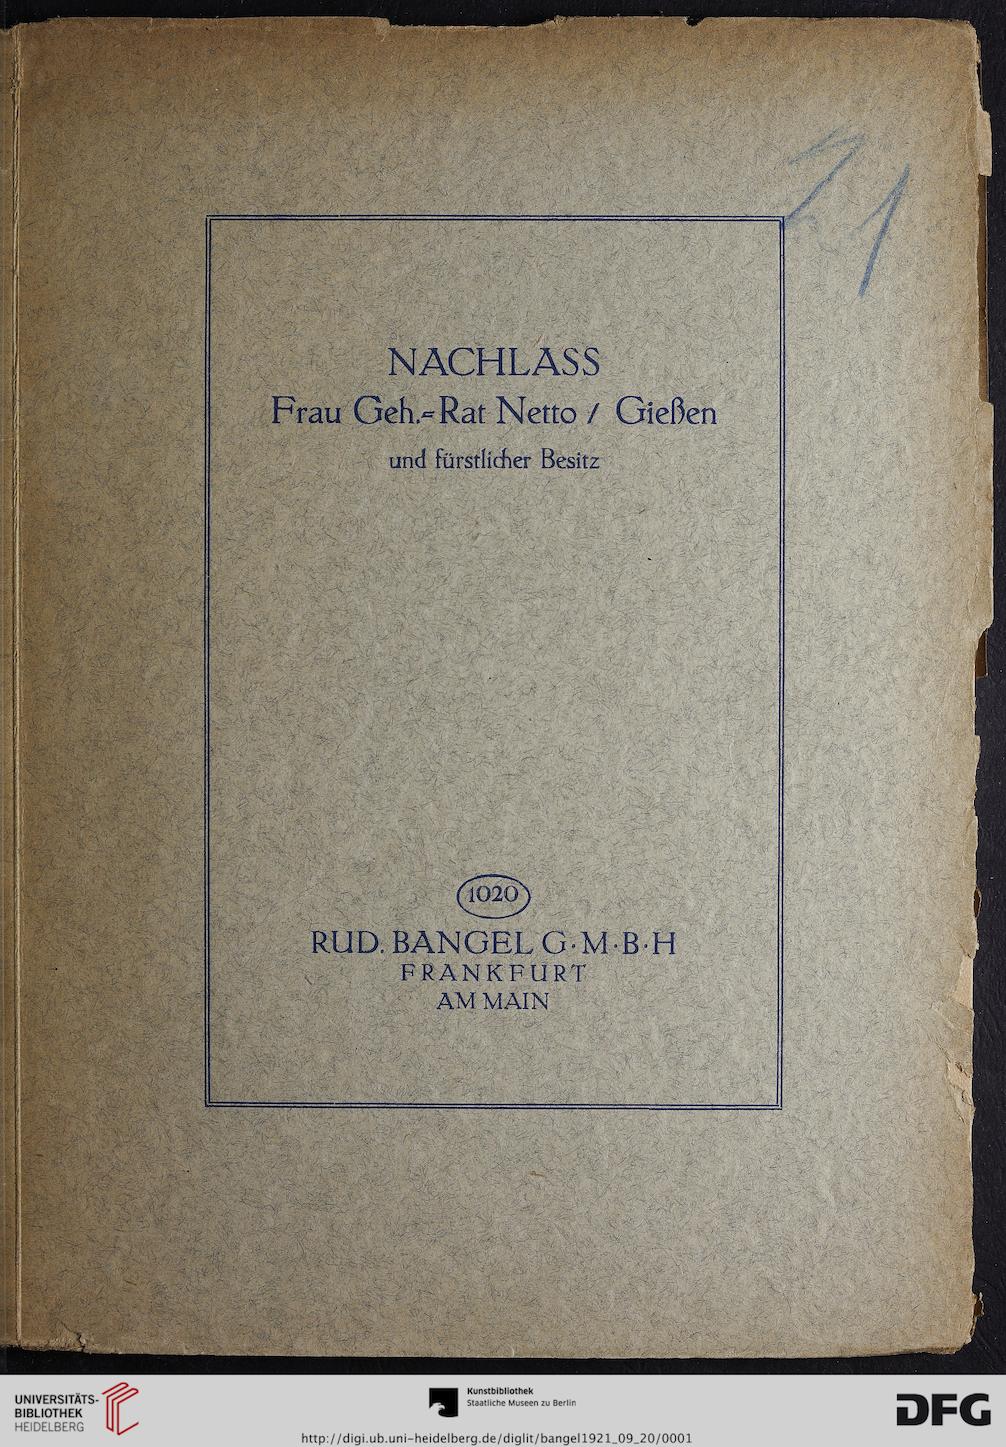 NACHLASS
Frau Geh.-Rat Netto / Gießen
und fürstlicher Besitz
1020
RUD. BANGEL G·M·B·H
FRANKFURT
AM MAIN
UNIVERSITÄTS-
BIBLIOTHEK
HEIDELBERG
Kunstbibliothek
Staatliche Museen zu Berlin
http://digi.ub.uni-heidelberg.de/diglit/bangel1921_09_20/0001
DFG